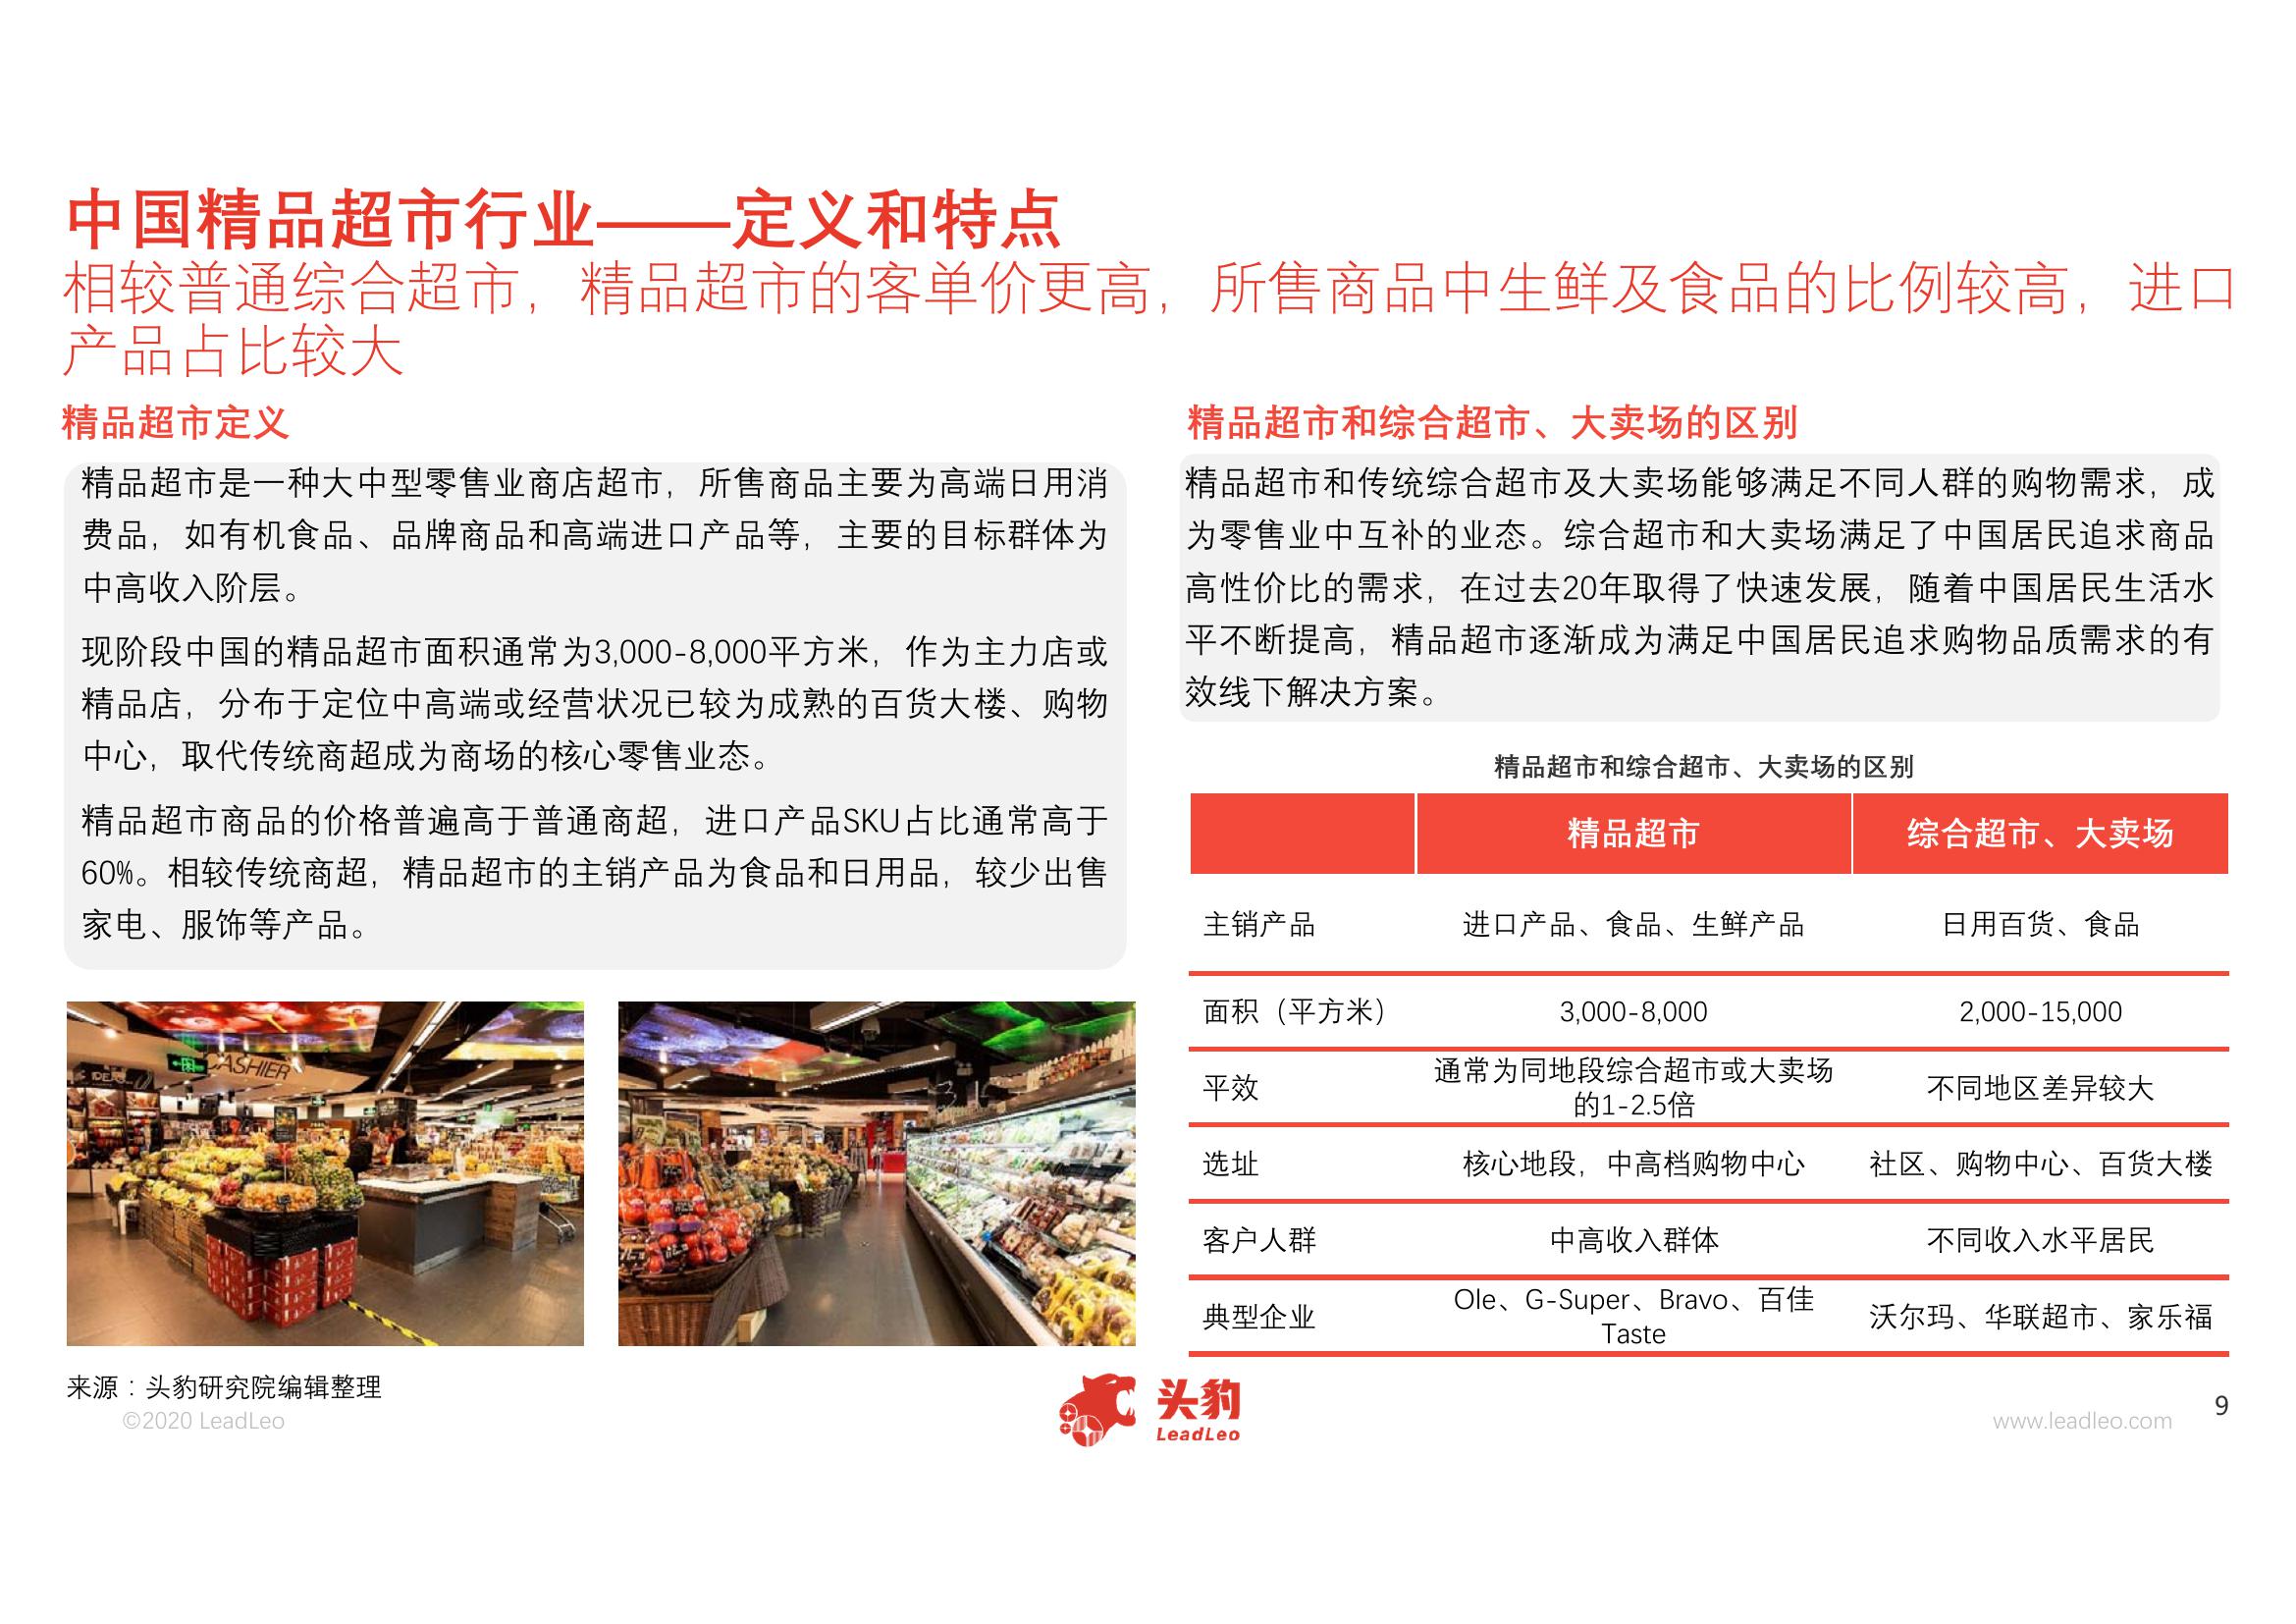 中国精品超市行业——定义和特点
相较普通综合超市，精品超市的客单价更高，所售商品中生鲜及食品的比例较高，进口
产品占比较大
精品超市定义
精品超市是一种大中型零售业商店超市，所售商品主要为高端日用消
费品，如有机食品、品牌商品和高端进口产品等，主要的目标群体为
中高收入阶层。
现阶段中国的精品超市面积通常为3,000-8,000平方米，作为主力店或
精品店，分布于定位中高端或经营状况已较为成熟的百货大楼、购物
中心，取代传统商超成为商场的核心零售业态。
精品超市商品的价格普遍高于普通商超，进口产品SKU占比通常高于
60%。相较传统商超，精品超市的主销产品为食品和日用品，较少出售
家电、服饰等产品。
CASHIER
精品超市和综合超市、大卖场的区别
精品超市和传统综合超市及大卖场能够满足不同人群的购物需求，成
为零售业中互补的业态。综合超市和大卖场满足了中国居民追求商品
高性价比的需求，在过去20年取得了快速发展，随着中国居民生活水
平不断提高，精品超市逐渐成为满足中国居民追求购物品质需求的有
效线下解决方案。
精品超市和综合超市、大卖场的区别
精品超市 综合超市、大卖场
主销产品 进口产品、食品、生鲜产品 日用百货、食品
面积（平方米） 3,000-8,000 2,000-15,000
平效 通常为同地段综合超市或大卖场 不同地区差异较大
的1-2.5倍
选址 核心地段，中高档购物中心 社区、购物中心、百货大楼
客户人群 中高收入群体 不同收入水平居民
典型企业 Ole、G-Super、Bravo、百佳 沃尔玛、华联超市、家乐福
Taste
来源：头豹研究院编辑整理
©2020 LeadLeo
头豹
LeadLeo
www.leadleo.com
9